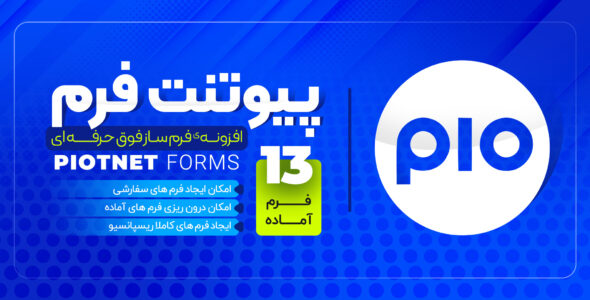 پیوتنت فرم
افزونه‌ی فرم ساز فوق حرفه‌ای
PIOTNET FORMS
13
فرم
آماده
امکان ایجاد فرم های سفارشی
امکان درون ریزی فرم های آماده
ایجاد فرم های کاملا ریسپانسیو
pio